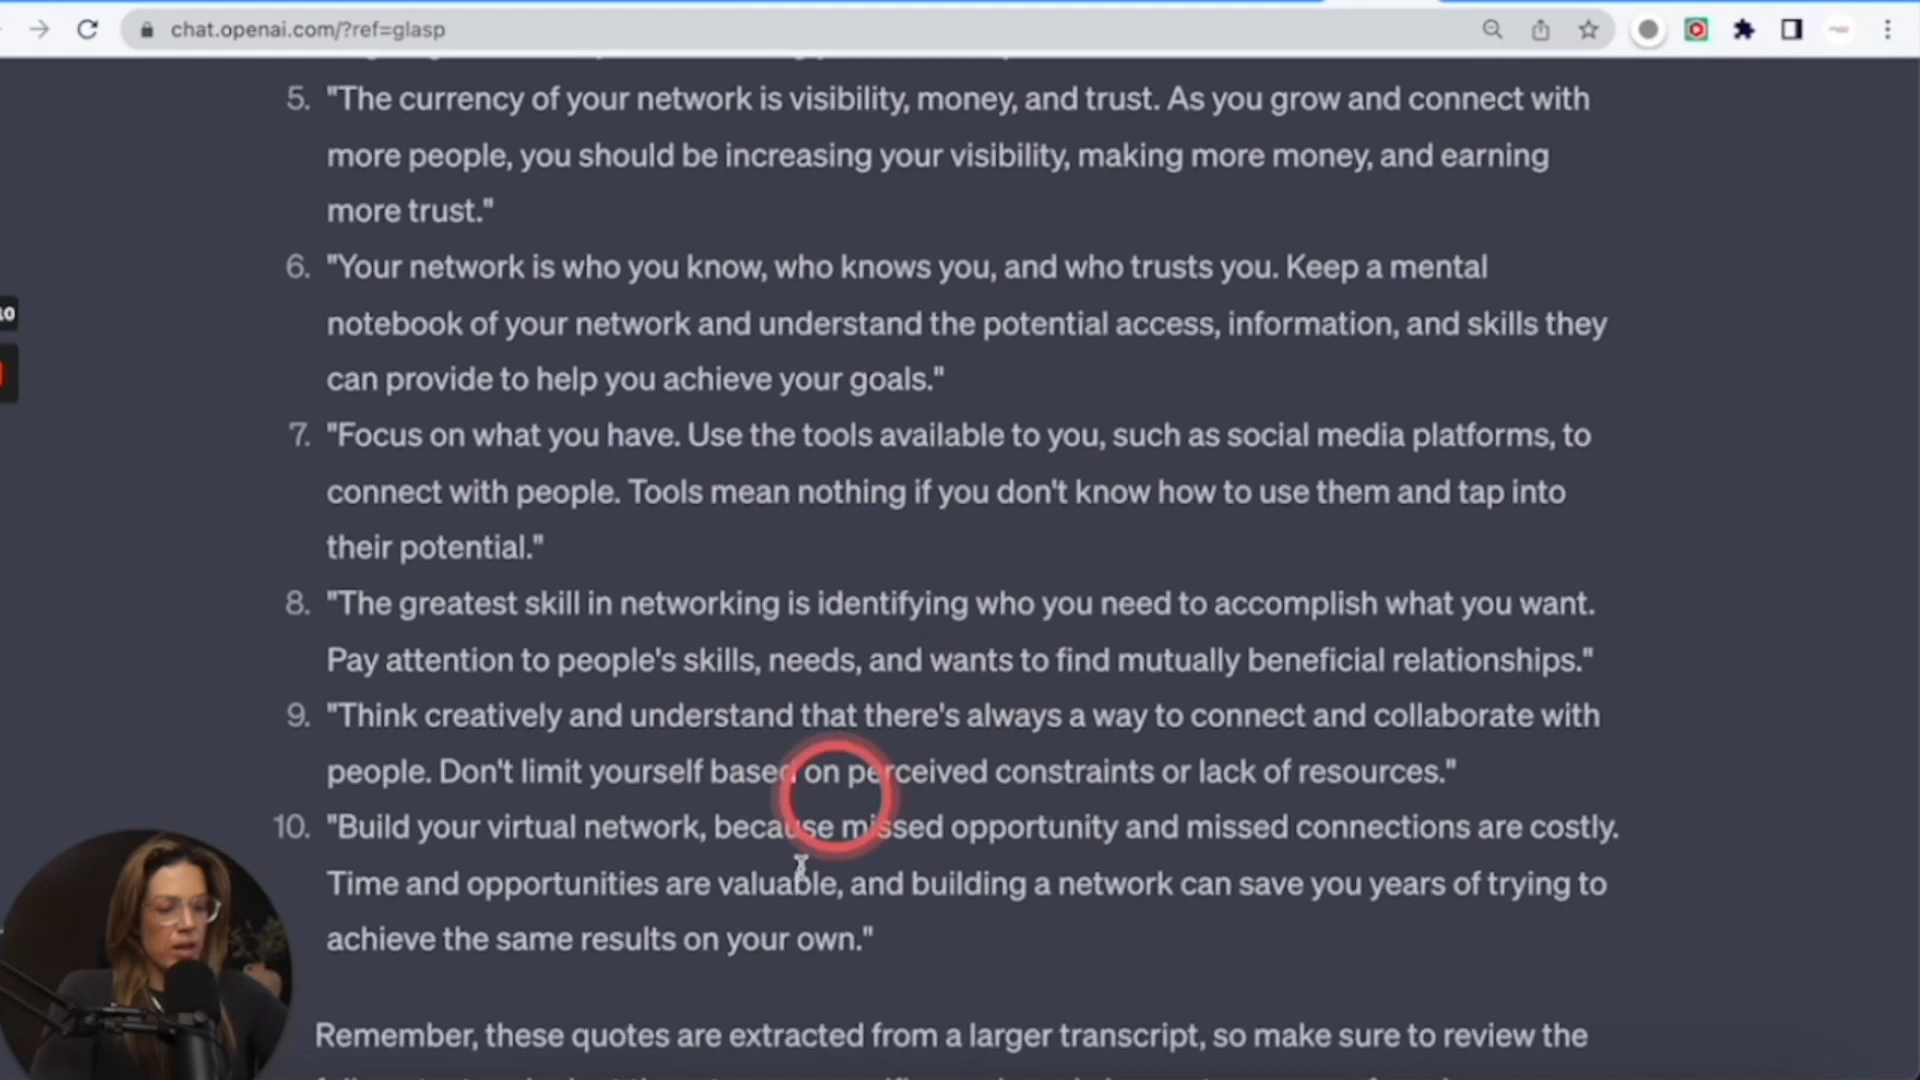 chat.openai.com/?ref=glasp
5. "The currency of your network is visibility, money, and trust. As you grow and connect with
more people, you should be increasing your visibility, making more money, and earning
more trust."
6. "Your network is who you know, who knows you, and who trusts you. Keep a mental
10
notebook of your network and understand the potential access, information, and skills they
can provide to help you achieve your goals."
7. "Focus on what you have. Use the tools available to you, such as social media platforms, to
connect with people. Tools mean nothing if you don't know how to use them and tap into
their potential."
8. "The greatest skill in networking is identifying who you need to accomplish what you want.
Pay attention to people's skills, needs, and wants to find mutually beneficial relationships."
9. "Think creatively and understand that there's always a way to connect and collaborate with
people. Don't limit yourself based on perceived constraints or lack of resources."
10. "Build your virtual network, because missed opportunity and missed connections are costly.
Time and opportunities are valuable, and building a network can save you years of trying to
achieve the same results on your own."
Remember, these quotes are extracted from a larger transcript, so make sure to review the